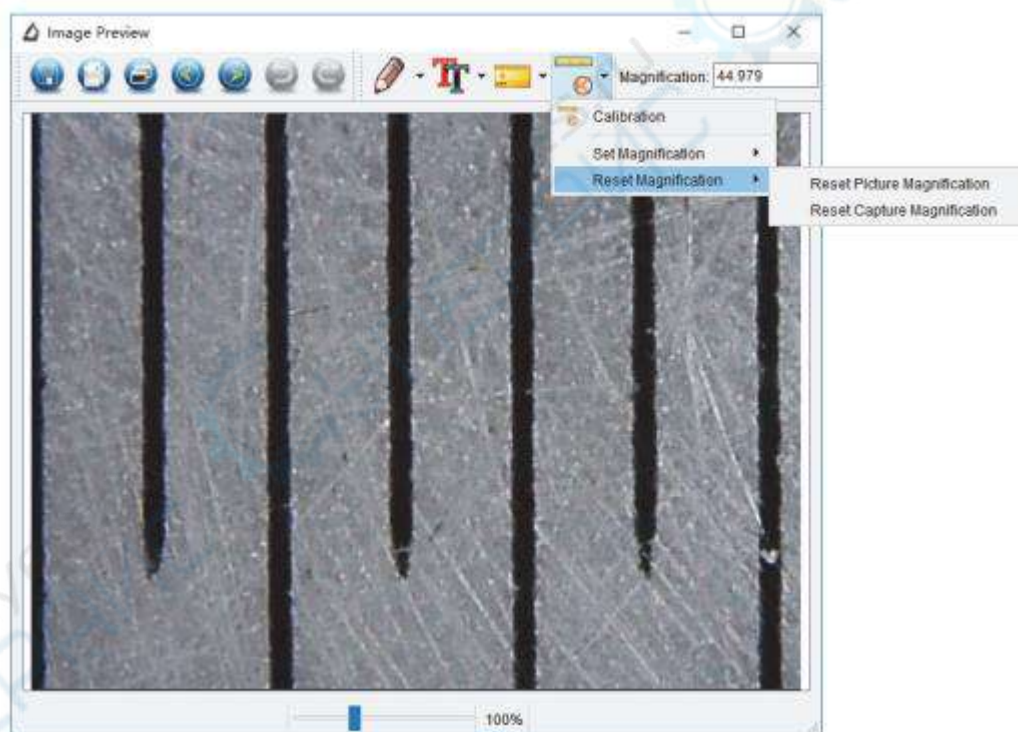 Image Preview
Magnification: 44.979
Calibration
Set Magnification
Reset Magnification
Reset Picture Magnification
Reset Capture Magnification
100%